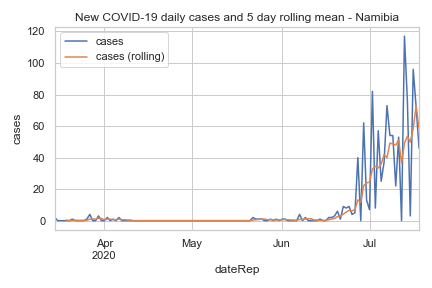 New COVID-19 daily cases and 5 day rolling mean - Namibia
cases
cases (rolling)
120
100
80
60
40
20
0
cases
Apr
2020
May
Jun
Jul
dateRep